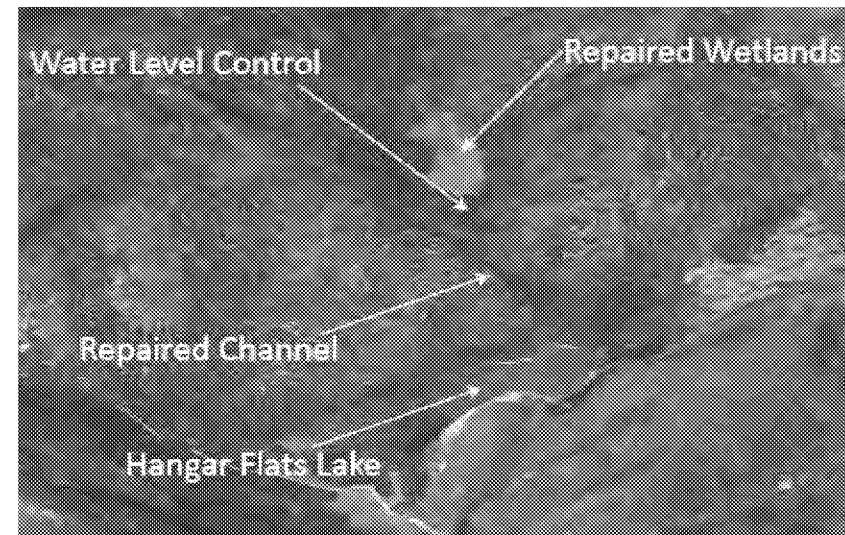 Water Level Control
Repaired Wetlands
Repaired Channel
Hangar Flats Lake